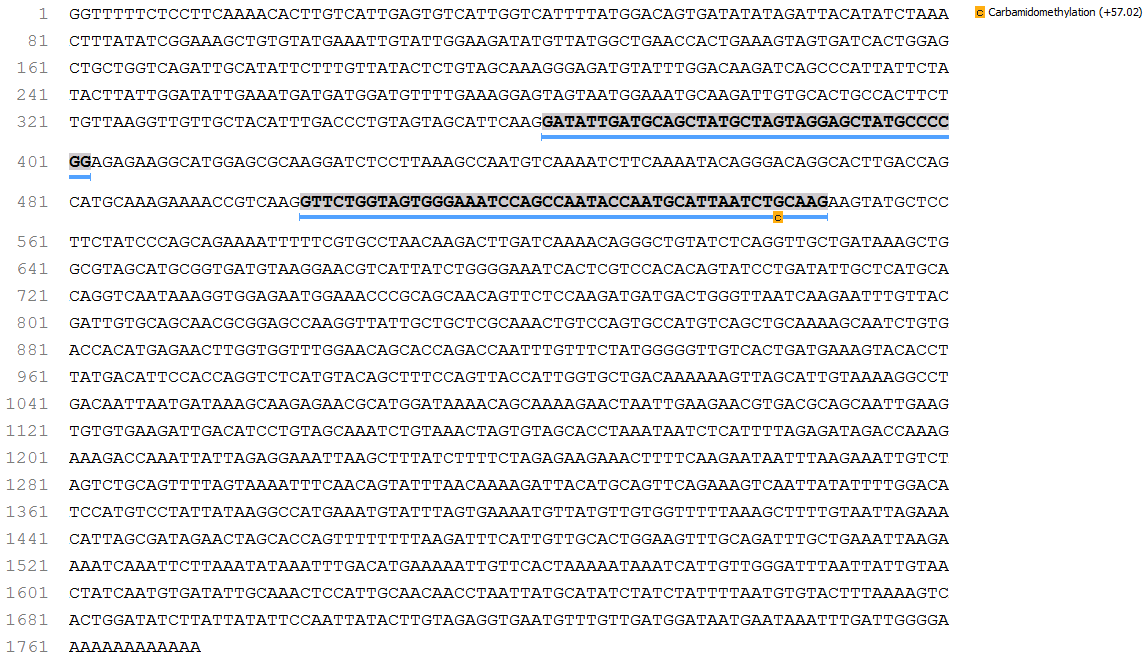 1 GGTTTTTCTCCTTCAAAACACTTGTCATTGAGTGTCATTGGTCATTTTATGGACAGTGATATATAGATTACATATCTAAA
C Carbamidomethylation (+57.02)
81 CTTTATATCGGAAAGCTGTGTATGAAATTGTATTGGAAGATATGTTATGGCTGAACCACTGAAAGTAGTGATCACTGGAG
161 CTGCTGGTCAGATTGCATATTCTTTGTTATACTCTGTAGCAAAGGGAGATGTATTTGGACAAGATCAGCCCATTATTCTA
241 TACTTATTGGATATTGAAATGATGATGGATGTTTTGAAAGGAGTAGTAATGGAAATGCAAGATTGTGCACTGCCACTTCT
321 TGTTAAGGTTGTTGCTACATTTGACCCTGTAGTAGCATTCAAGGATATTGATGCAGCTATGCTAGTAGGAGCTATGCCCC
401 GGAGAGAAGGCATGGAGCGCAAGGATCTCCTTAAAGCCAATGTCAAAATCTTCAAAATACAGGGACAGGCACTTGACCAG
481 CATGCAAAGAAAACCGTCAAGGTTCTGGTAGTGGGAAATCCAGCCAATACCAATGCATTAATCTGCAAGAAGTATGCTCC
C
561 TTCTATCCCAGCAGAAAATTTTTCGTGCCTAACAAGACTTGATCAAAACAGGGCTGTATCTCAGGTTGCTGATAAAGCTG
641 GCGTAGCATGCGGTGATGTAAGGAACGTCATTATCTGGGGAAATCACTCGTCCACACAGTATCCTGATATTGCTCATGCA
721 CAGGTCAATAAAGGTGGAGAATGGAAACCCGCAGCAACAGTTCTCCAAGATGATGACTGGGTTAATCAAGAATTTGTTAC
801 GATTGTGCAGCAACGCGGAGCCAAGGTTATTGCTGCTCGCAAACTGTCCAGTGCCATGTCAGCTGCAAAAGCAATCTGTG
881 ACCACATGAGAACTTGGTGGTTTGGAACAGCACCAGACCAATTTGTTTCTATGGGGGTTGTCACTGATGAAAGTACACCT
961 TATGACATTCCACCAGGTCTCATGTACAGCTTTCCAGTTACCATTGGTGCTGACAAAAAAGTTAGCATTGTAAAAGGCCT
1041 GACAATTAATGATAAAGCAAGAGAACGCATGGATAAAACAGCAAAAGAACTAATTGAAGAACGTGACGCAGCAATTGAAG
1121 TGTGTGAAGATTGACATCCTGTAGCAAATCTGTAAACTAGTGTAGCACCTAAATAATCTCATTTTAGAGATAGACCAAAG
1201 AAAGACCAAATTATTAGAGGAAATTAAGCTTTATCTTTTCTAGAGAAGAAACTTTTCAAGAATAATTTAAGAAATTGTCT
1281 AGTCTGCAGTTTTAGTAAAATTTCAACAGTATTTAACAAAAGATTACATGCAGTTCAGAAAGTCAATTATATTTTGGACA
1361 TCCATGTCCTATTATAAGGCCATGAAATGTATTTAGTGAAAATGTTATGTTGTGGTTTTTAAAGCTTTTGTAATTAGAAA
1441 CATTAGCGATAGAACTAGCACCAGTTTTTTTTAAGATTTCATTGTTGCACTGGAAGTTTGCAGATTTGCTGAAATTAAGA
1521 AAATCAAATTCTTAAATATAAATTTGACATGAAAAATTGTTCACTAAAAATAAATCATTGTTGGGATTTAATTATTGTAA
1601 CTATCAATGTGATATTGCAAACTCCATTGCAACAACCTAATTATGCATATCTATCTATTTTAATGTGTACTTTAAAAGTC
1681 ACTGGATATCTTATTATATTCCAATTATACTTGTAGAGGTGAATGTTTGTTGATGGATAATGAATAAATTTGATTGGGGA
1761 AAAAAAAAAAAA